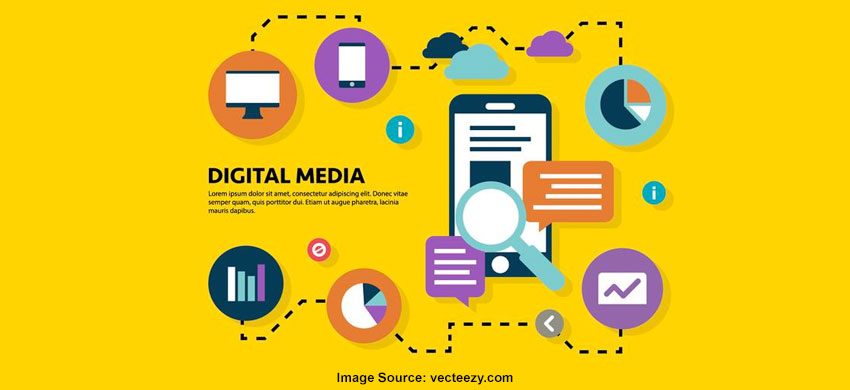 DIGITAL MEDIA
Lorem ipsum dolor sit amet, consectetur adipiscing elit. Donec vitae
semper quam, quis porttitor dui. Etiam ut augue pharetra, lacinia
mauris dapibus.
i
i
Image Source: vecteezy.com